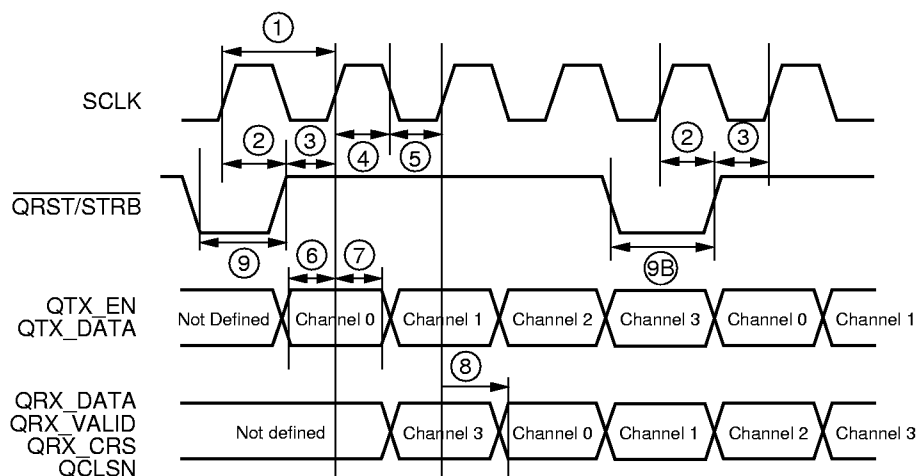 ①
SCLK
② ③ ④ ⑤ ② ③
QRST/STRB
⑨ ⑥ ⑦ 9B
QTX_EN
QTX_DATA
Not Defined Channel 0 Channel 1 Channel 2 Channel 3 Channel 0 Channel 1
⑧
QRX_DATA
QRX_VALID
QRX_CRS
QCLSN
Not defined Channel 3 Channel 0 Channel 1 Channel 2 Channel 3